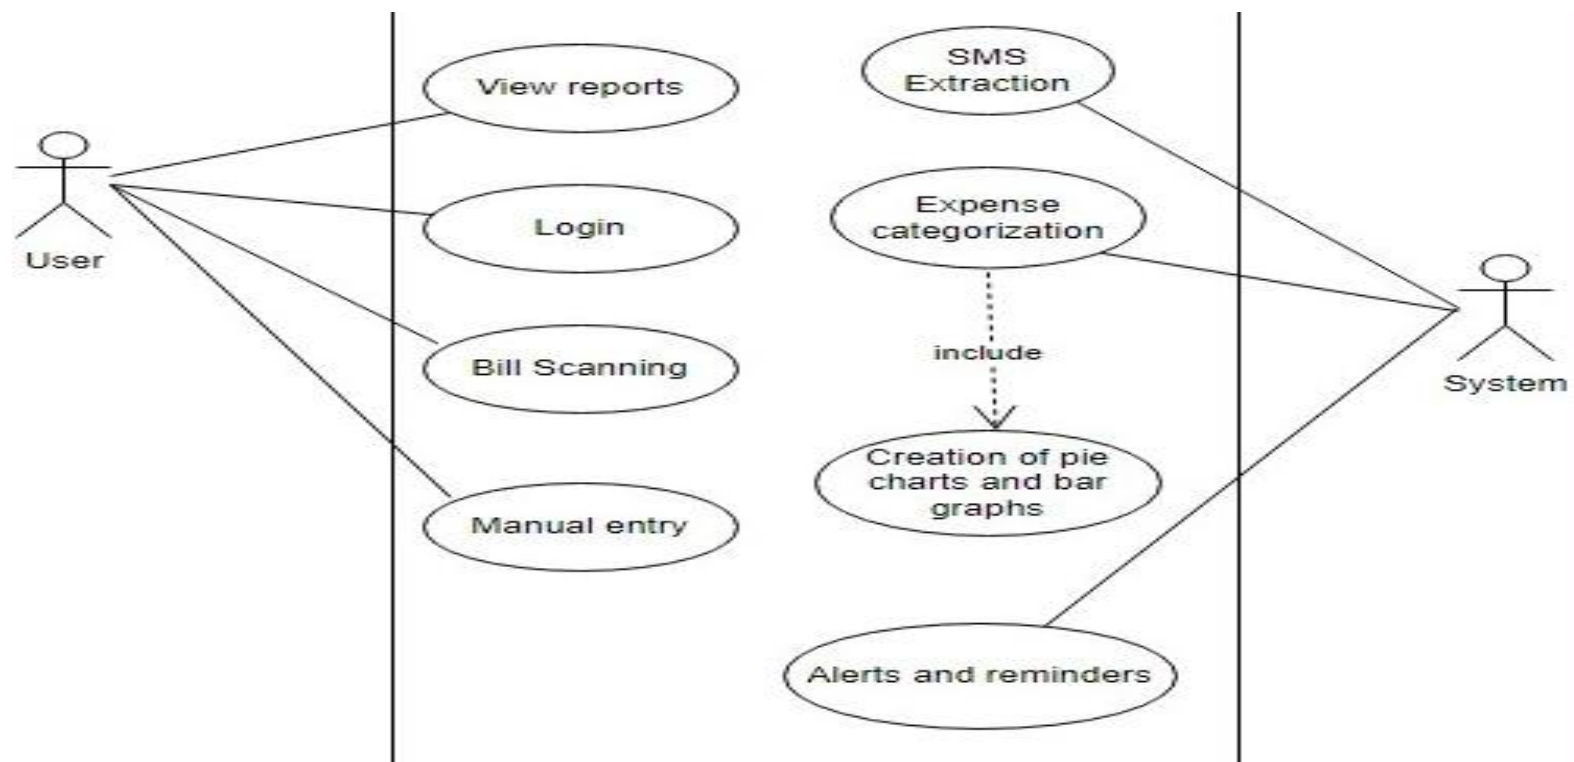 View reports
Login
Bill Scanning
Manual entry
User
SMS
Extraction
Expense
categorization
include
Creation of pie
charts and bar
graphs
Alerts and reminders
System